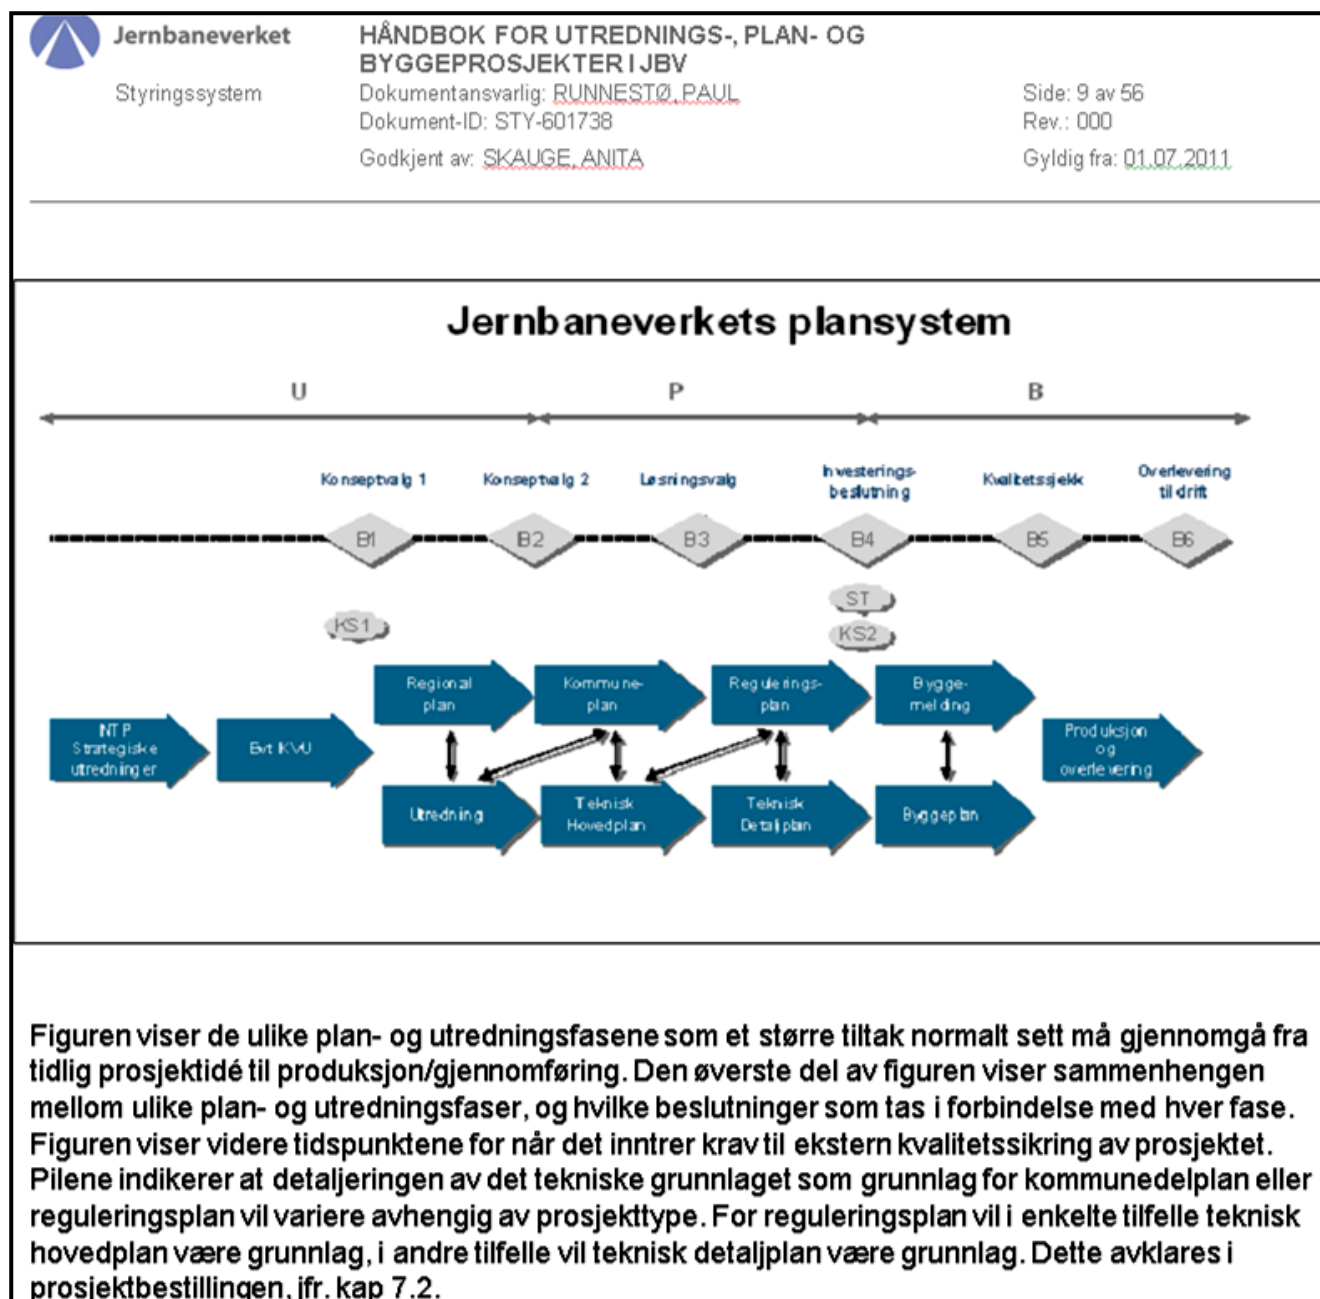 Jernbaneverket
HÅNDBOK FOR UTREDNINGS-, PLAN- OG
BYGGEPROSJEKTER I JBV
Styringssystem
Dokumentansvarlig: RUNNESTØ, PAUL
Side: 9 av 56
Dokument-ID: STY-601738
Rev.: 000
Godkjent av: SKAUGE, ANITA
Gyldig fra: 01.07.2011
Jernbaneverkets plansystem
U
P
B
Konseptvalg 1
Konseptvalg 2
Løsningsvalg
Investerings-
beslutning
Kvalitetssjekk
Overlevering
til drift
B1
B2
B3
B4
B5
B6
KS1
ST
KS2
Regional
plan
Kommune-
plan
Regulerings-
plan
Bygge-
melding
NTP
Strategiske
utredninger
Evt KVU
Produksjon
og
overlevering
Utredning
Teknisk
Hovedplan
Teknisk
Detaljplan
Byggeplan
Figuren viser de ulike plan- og utredningsfasene som et større tiltak normalt sett må gjennomgå fra
tidlig prosjektidé til produksjon/gjennomføring. Den øverste del av figuren viser sammenhengen
mellom ulike plan- og utredningsfaser, og hvilke beslutninger som tas i forbindelse med hver fase.
Figuren viser videre tidspunktene for når det inntrer krav til ekstern kvalitetssikring av prosjektet.
Pilene indikerer at detaljeringen av det tekniske grunnlaget som grunnlag for kommunedelplan eller
reguleringsplan vil variere avhengig av prosjekttype. For reguleringsplan vil i enkelte tilfelle teknisk
hovedplan være grunnlag, i andre tilfelle vil teknisk detaljplan være grunnlag. Dette avklares i
prosjektbestillingen, jfr. kap 7.2.